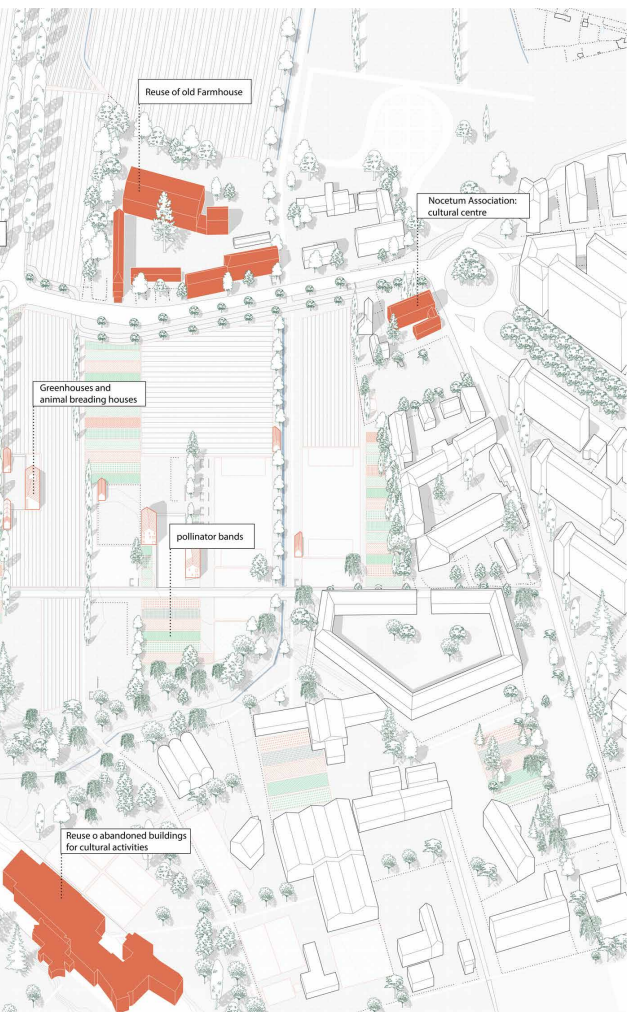 Reuse of old Farmhouse
Nocetum Association:
cultural centre
Greenhouses and
animal breading houses
pollinator bands
Reuse o abandoned buildings
for cultural activities